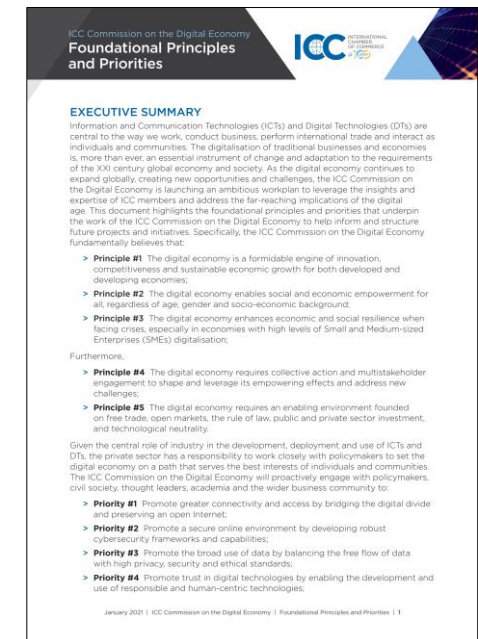 ICC Commission on the Digital Economy
Foundational Principles
and Priorities
ICC
INTERNATIONAL
CHAMBER
OF COMMERCE
EXECUTIVE SUMMARY
Information and Communication Technologies (ICTs) and Digital Technologies (DTs) are
central to the way we work, conduct business, perform international trade and interact as
individuals and communities. The digitalisation of traditional businesses and economies
is, more than ever, an essential instrument of change and adaptation to the requirements
of the XXI century global economy and society. As the digital economy continues to
expand globally, creating new opportunities and challenges, the ICC Commission on
the Digital Economy is launching an ambitious workplan to leverage the insights and
expertise of ICC members and address the far-reaching implications of the digital
age. This document highlights the foundational principles and priorities that underpin
the work of the ICC Commission on the Digital Economy to help inform and structure
future projects and initiatives. Specifically, the ICC Commission on the Digital Economy
fundamentally believes that:
> Principle #1 The digital economy is a formidable engine of innovation,
competitiveness and sustainable economic growth for both developed and
developing economies;
> Principle #2 The digital economy enables social and economic empowerment for
all, regardless of age, gender and socio-economic background;
> Principle #3 The digital economy enhances economic and social resilience when
facing crises, especially in economies with high levels of Small and Medium-sized
Enterprises (SMEs) digitalisation;
Furthermore,
> Principle #4 The digital economy requires collective action and multistakeholder
engagement to shape and leverage its empowering effects and address new
challenges;
> Principle #5 The digital economy requires an enabling environment founded
on free trade, open markets, the rule of law, public and private sector investment,
and technological neutrality.
Given the central role of industry in the development, deployment and use of ICTs and
DTs, the private sector has a responsibility to work closely with policymakers to set the
digital economy on a path that serves the best interests of individuals and communities.
The ICC Commission on the Digital Economy will proactively engage with policymakers,
civil society, thought leaders, academia and the wider business community to:
> Priority #1 Promote greater connectivity and access by bridging the digital divide
and preserving an open Internet;
> Priority #2 Promote a secure online environment by developing robust
cybersecurity frameworks and capabilities;
> Priority #3 Promote the broad use of data by balancing the free flow of data
with high privacy, security and ethical standards;
> Priority #4 Promote trust in digital technologies by enabling the development and
use of responsible and human-centric technologies;
January 2021 | ICC Commission on the Digital Economy | Foundational Principles and Priorities | 1